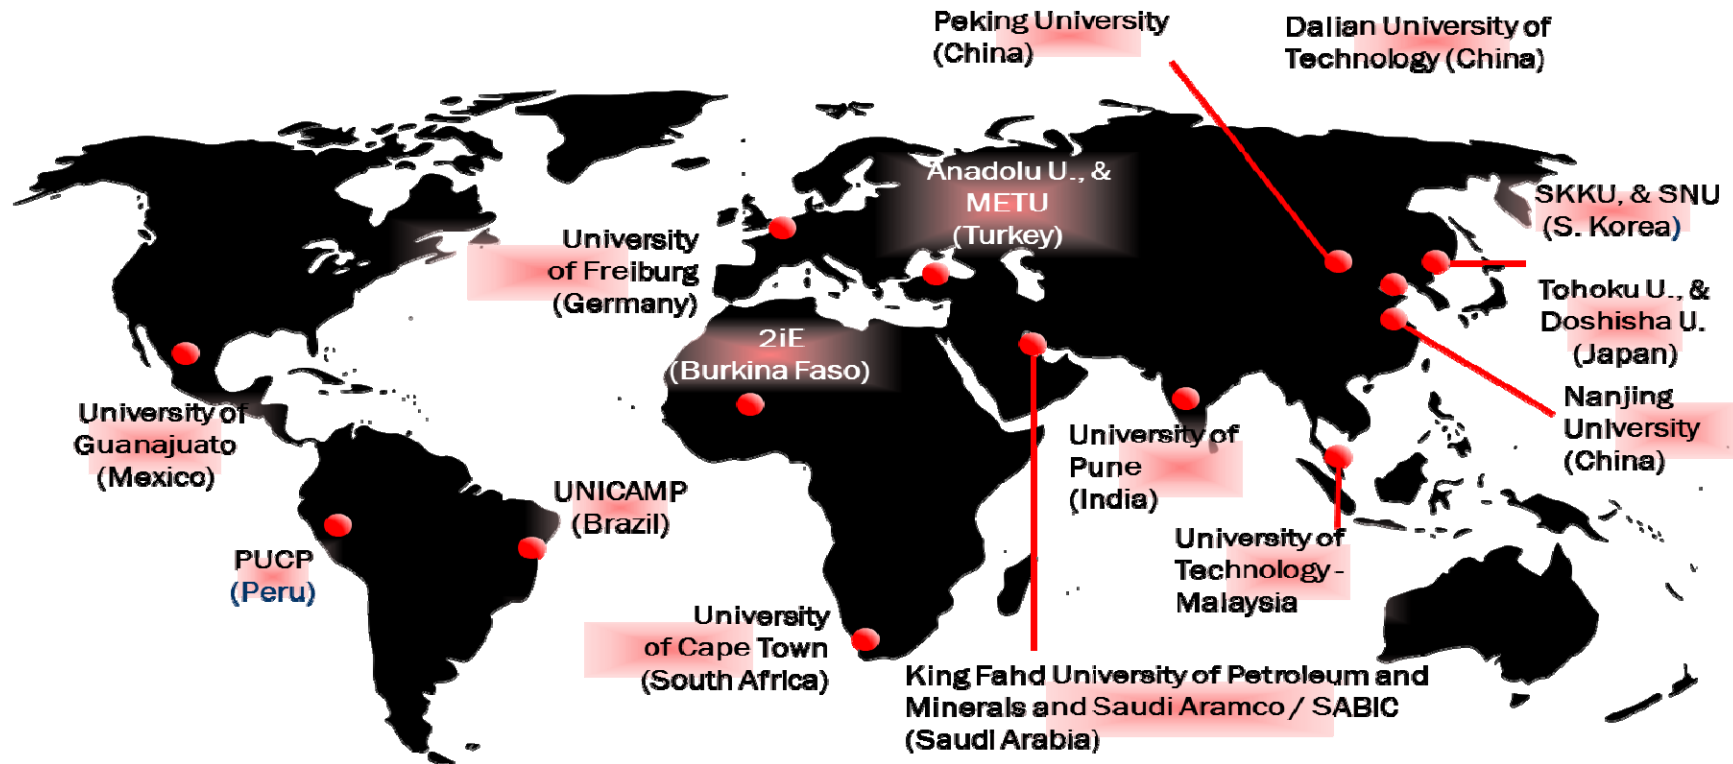 Peking University
(China)
Dalian University of
Technology (China)
Anadolu U., &
METU
(Turkey)
SKKU, & SNU
(S. Korea)
University
of Freiburg
(Germany)
Tohoku U., &
Doshisha U.
(Japan)
2iE
(Burkina Faso)
Nanjing
University
(China)
University of
Guanajuato
(Mexico)
University of
Pune
(India)
UNICAMP
(Brazil)
PUCP
(Peru)
University of
Technology -
Malaysia
University
of Cape Town
(South Africa)
King Fahd University of Petroleum and
Minerals and Saudi Aramco / SABIC
(Saudi Arabia)